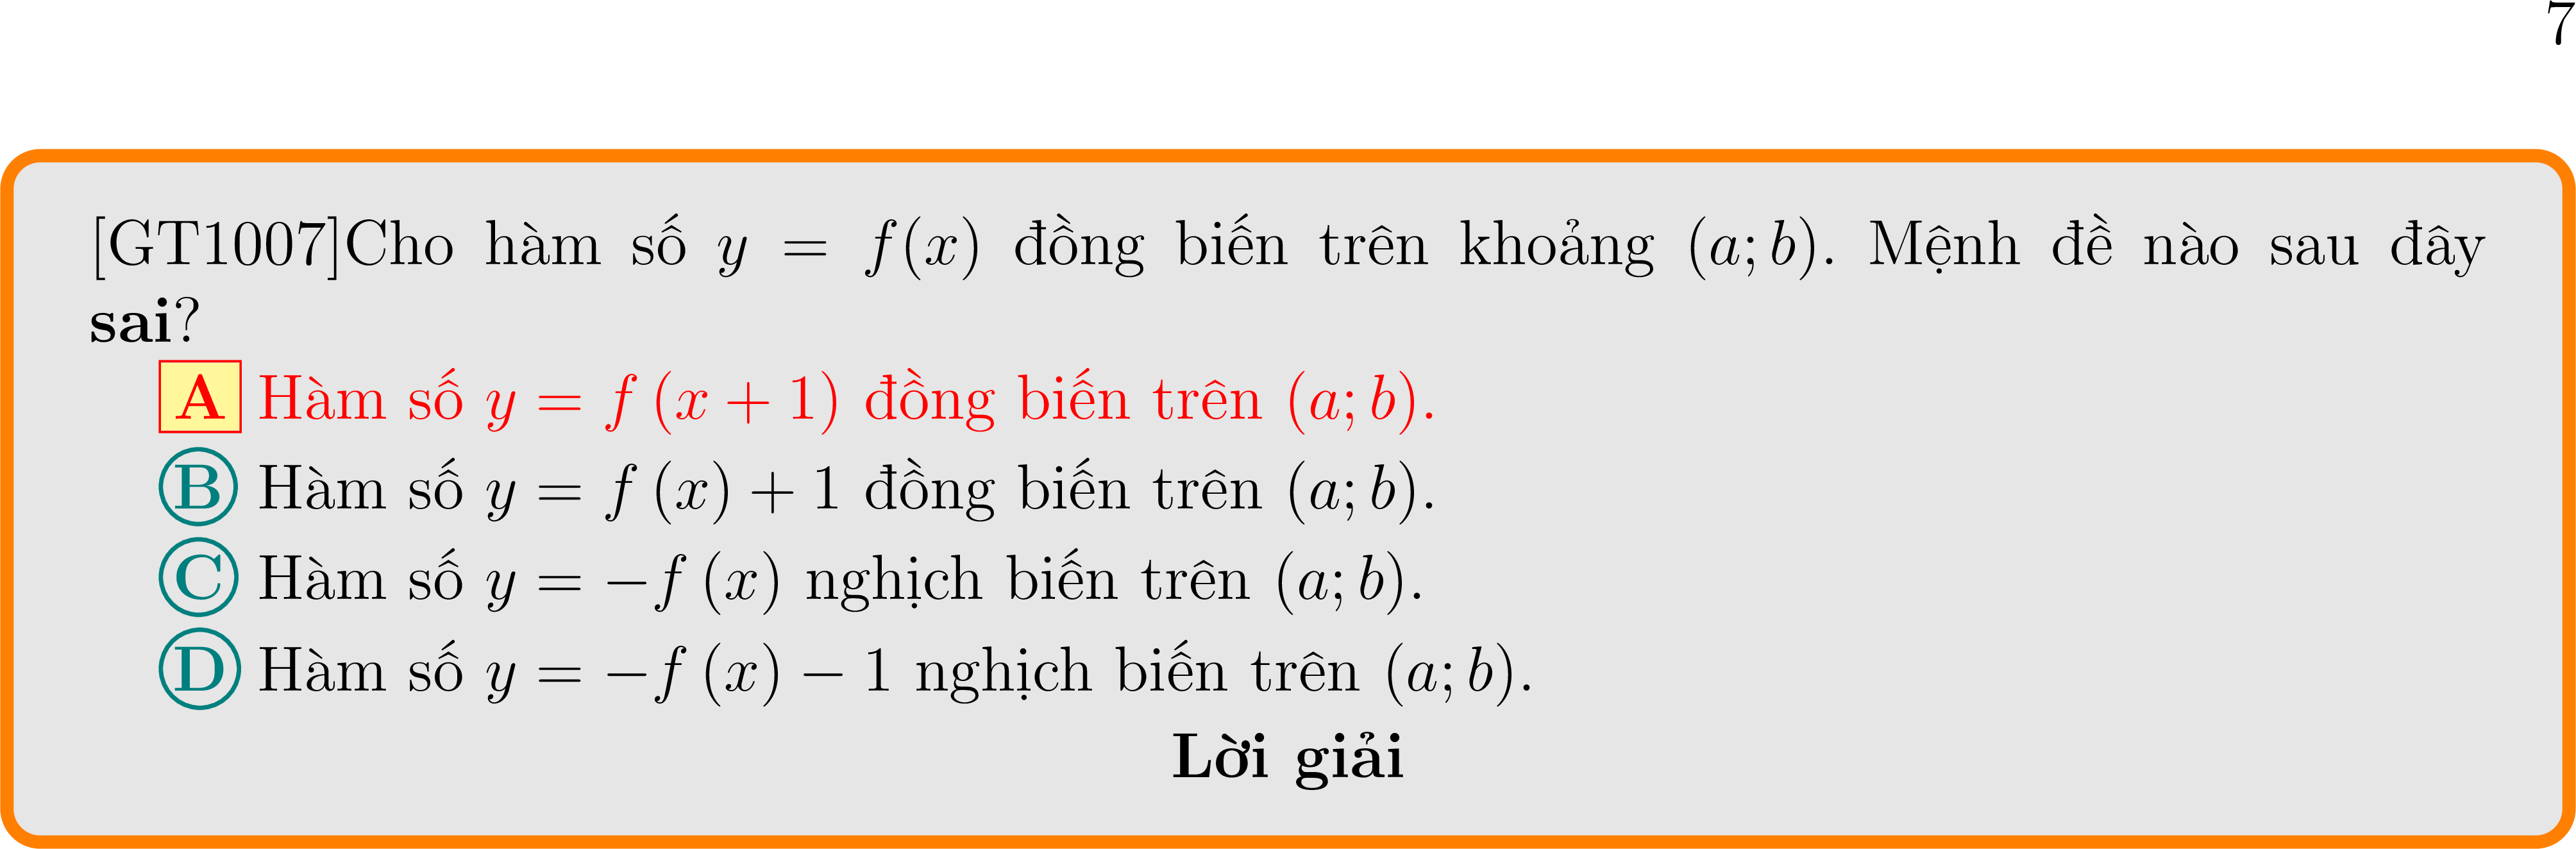 7
[GT1007]Cho hàm số y = f(x) đồng biến trên khoảng (a; b). Mệnh đề nào sau đây
sai?
A Hàm số y = f (x + 1) đồng biến trên (a; b).
B Hàm số y = f (x) + 1 đồng biến trên (a; b).
C Hàm số y = −f (x) nghịch biến trên (a; b).
D Hàm số y = −f (x) − 1 nghịch biến trên (a; b).
Lời giải